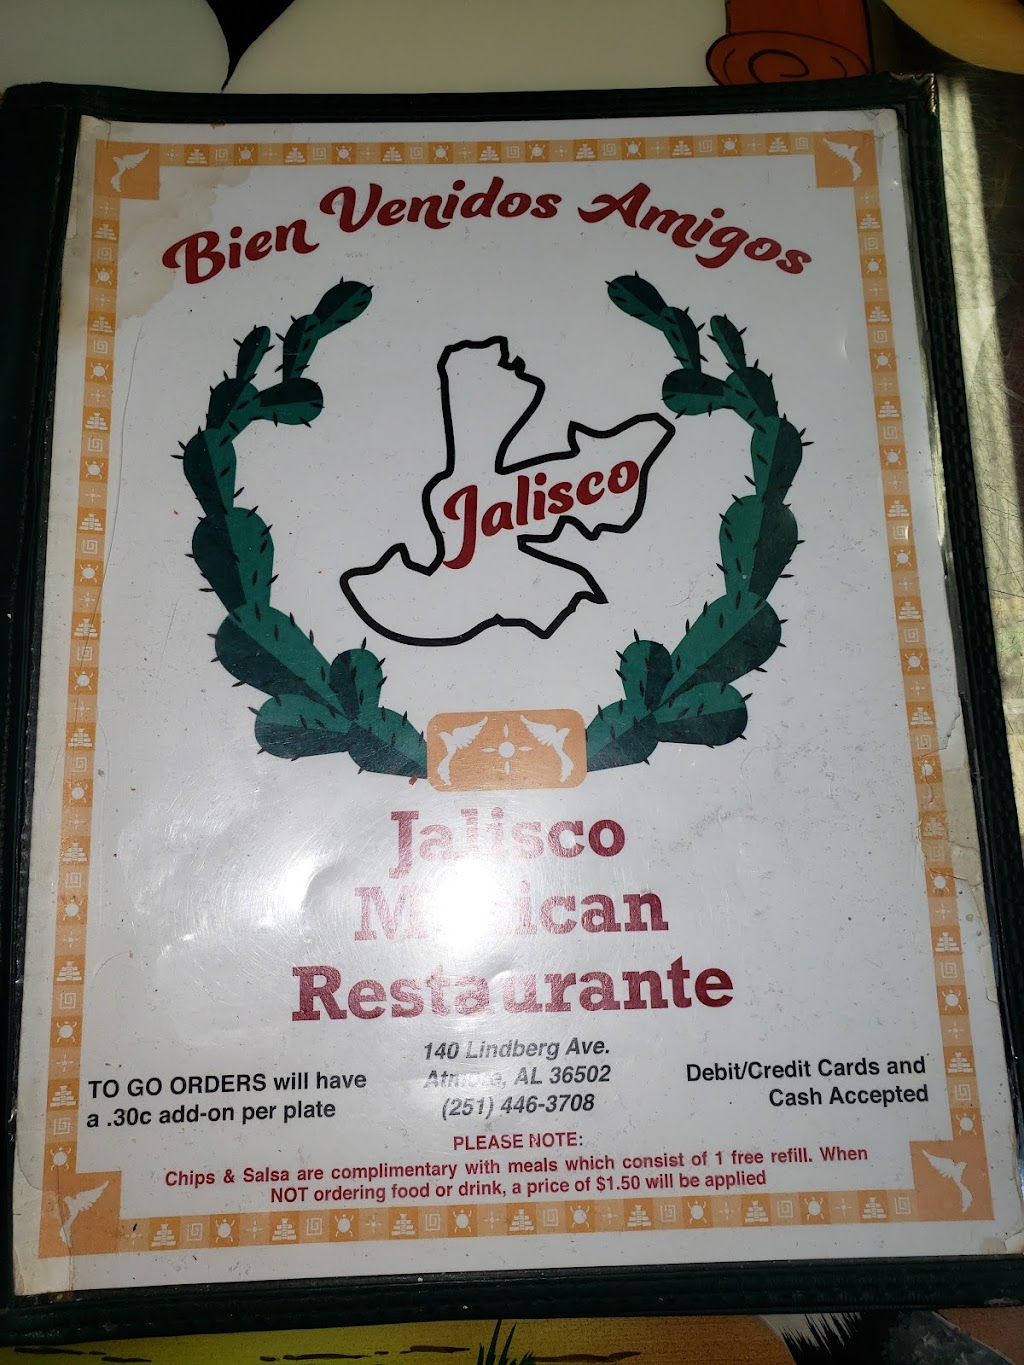 Bien Venidos Amigos
Jalisco
Jalisco
Mexican
Restaurante
140 Lindberg Ave.
Atmore, AL 36502
(251) 446-3708
TO GO ORDERS will have
a .30c add-on per plate
Debit/Credit Cards and
Cash Accepted
PLEASE NOTE:
Chips & Salsa are complimentary with meals which consist of 1 free refill. When
NOT ordering food or drink, a price of $1.50 will be applied